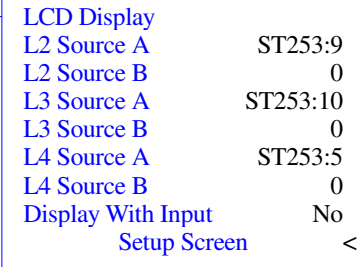 LCD Display
L2 Source A ST253:9
L2 Source B 0
L3 Source A ST253:10
L3 Source B 0
L4 Source A ST253:5
L4 Source B 0
Display With Input No
Setup Screen <